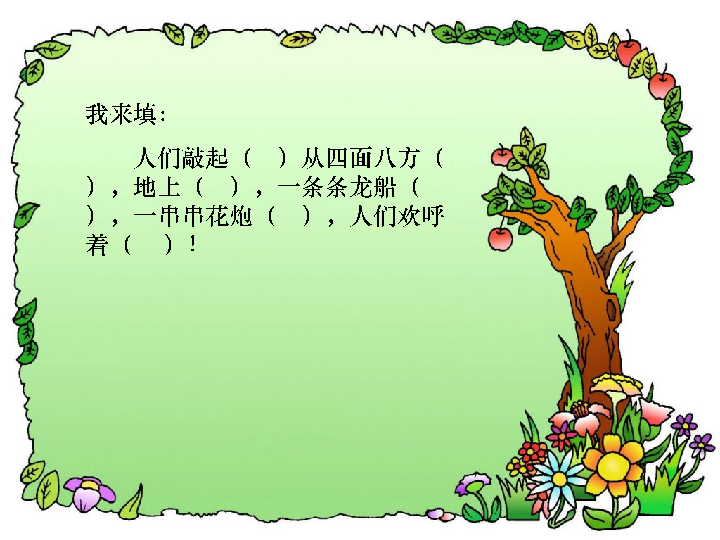 我来填：
人们敲起（　）从四面八方（
），地上（　），一条条龙船（
），一串串花炮（　），人们欢呼
着（　）！